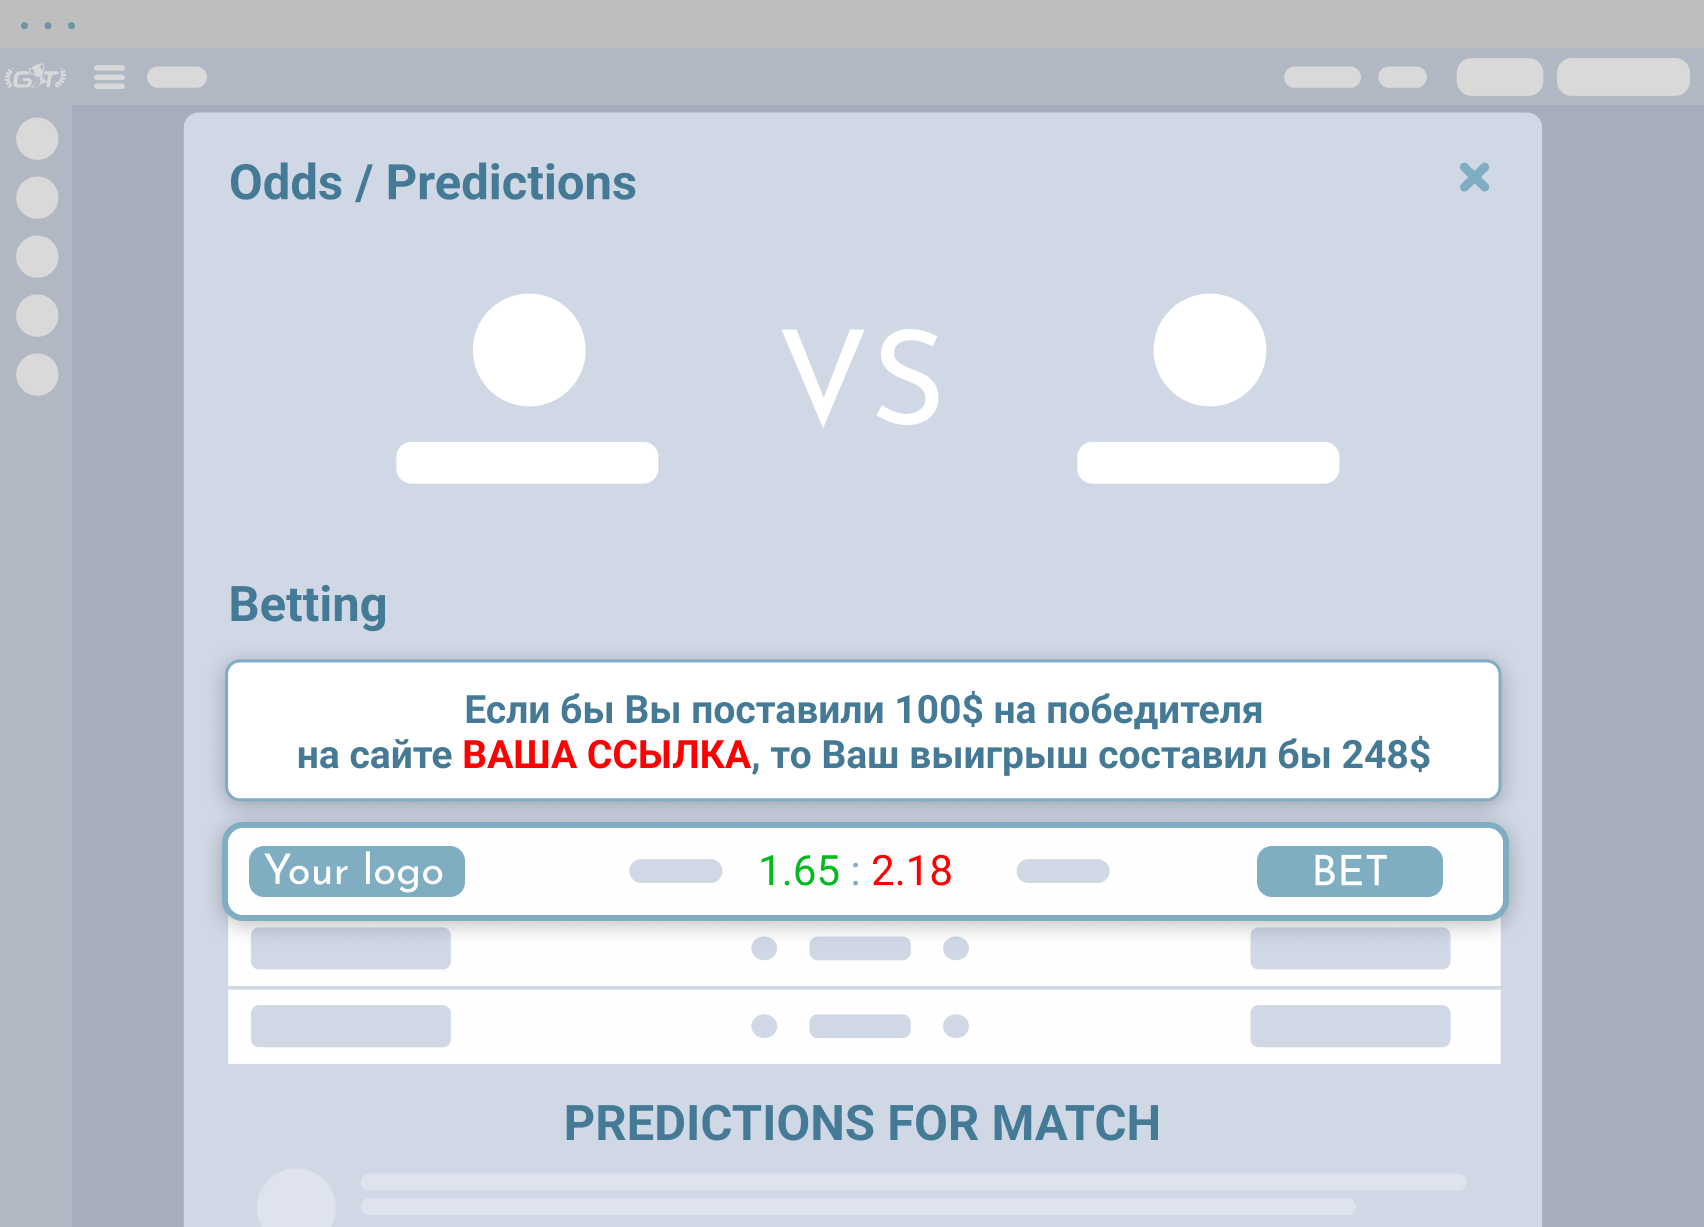 GT
Odds / Predictions
VS
Betting
Если бы Вы поставили 100$ на победителя
на сайте ВАША ССЫЛКА, то Ваш выигрыш составил бы 248$
Your logo
1.65 : 2.18
BET
PREDICTIONS FOR MATCH